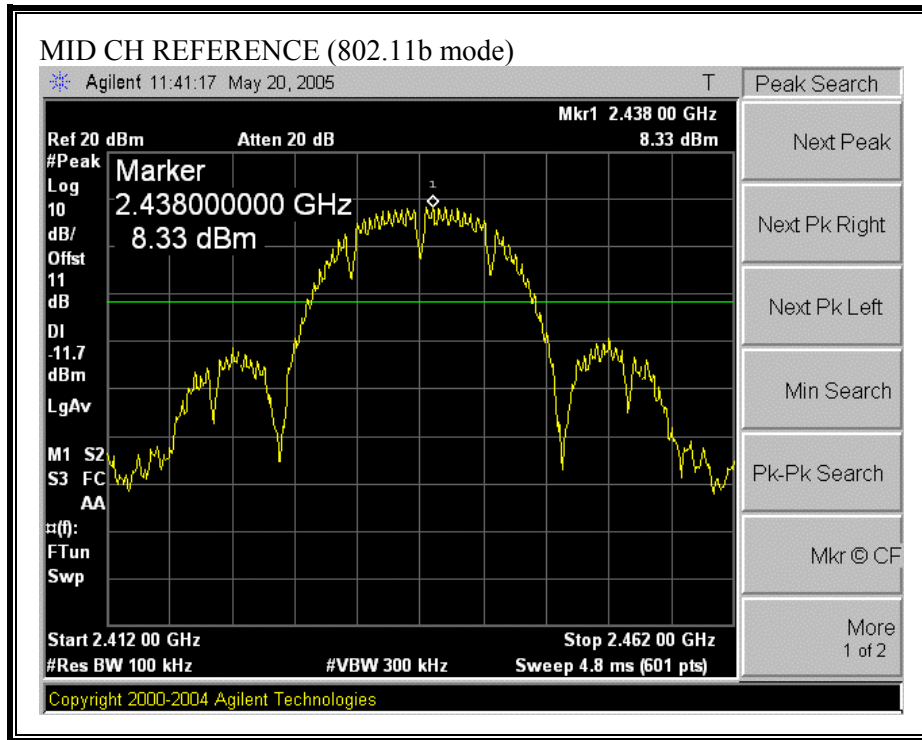 MID CH REFERENCE (802.11b mode)
Agilent 11:41:17 May 20, 2005 T
Peak Search
Mkr1 2.438 00 GHz
Ref 20 dBm Atten 20 dB 8.33 dBm
#Peak
Log
10
dB/
Offst
11
dB
DI
-11.7
dBm
LgAv
M1 S2
S3 FC
AA
¤(f):
FTun
Swp
Marker
2.438000000 GHz
8.33 dBm
1
Start 2.412 00 GHz Stop 2.462 00 GHz
#Res BW 100 kHz #VBW 300 kHz Sweep 4.8 ms (601 pts)
Copyright 2000-2004 Agilent Technologies
Next Peak
Next Pk Right
Next Pk Left
Min Search
Pk-Pk Search
Mkr © CF
More
1 of 2